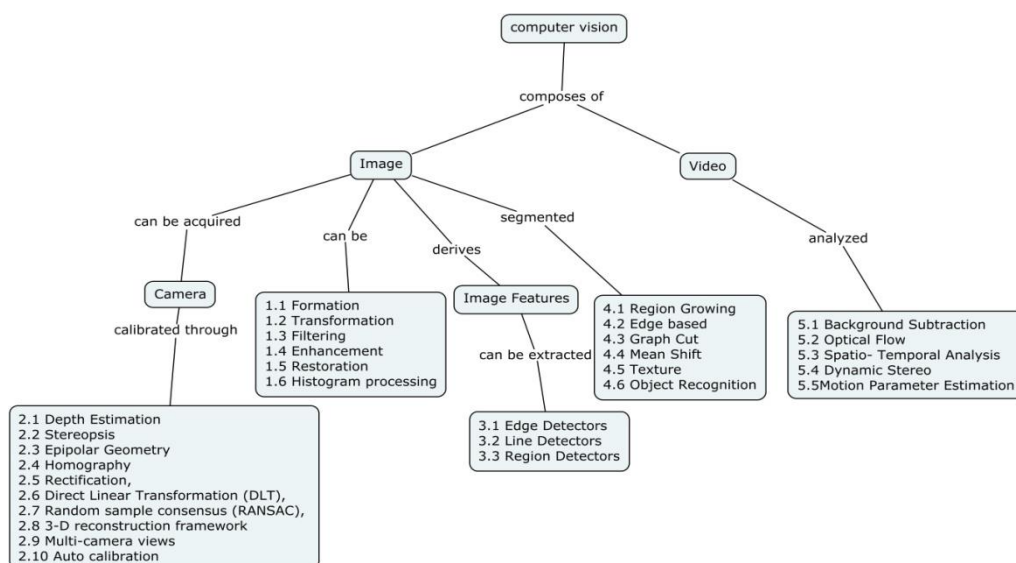 computer vision
composes of
Image
Video
can be acquired
can be
derives
segmented
analyzed
Camera
calibrated through
1.1 Formation
1.2 Transformation
1.3 Filtering
1.4 Enhancement
1.5 Restoration
1.6 Histogram processing
Image Features
can be extracted
4.1 Region Growing
4.2 Edge based
4.3 Graph Cut
4.4 Mean Shift
4.5 Texture
4.6 Object Recognition
5.1 Background Subtraction
5.2 Optical Flow
5.3 Spatio- Temporal Analysis
5.4 Dynamic Stereo
5.5Motion Parameter Estimation
2.1 Depth Estimation
2.2 Stereopsis
2.3 Epipolar Geometry
2.4 Homography
2.5 Rectification,
2.6 Direct Linear Transformation (DLT),
2.7 Random sample consensus (RANSAC),
2.8 3-D reconstruction framework
2.9 Multi-camera views
2.10 Auto calibration
3.1 Edge Detectors
3.2 Line Detectors
3.3 Region Detectors